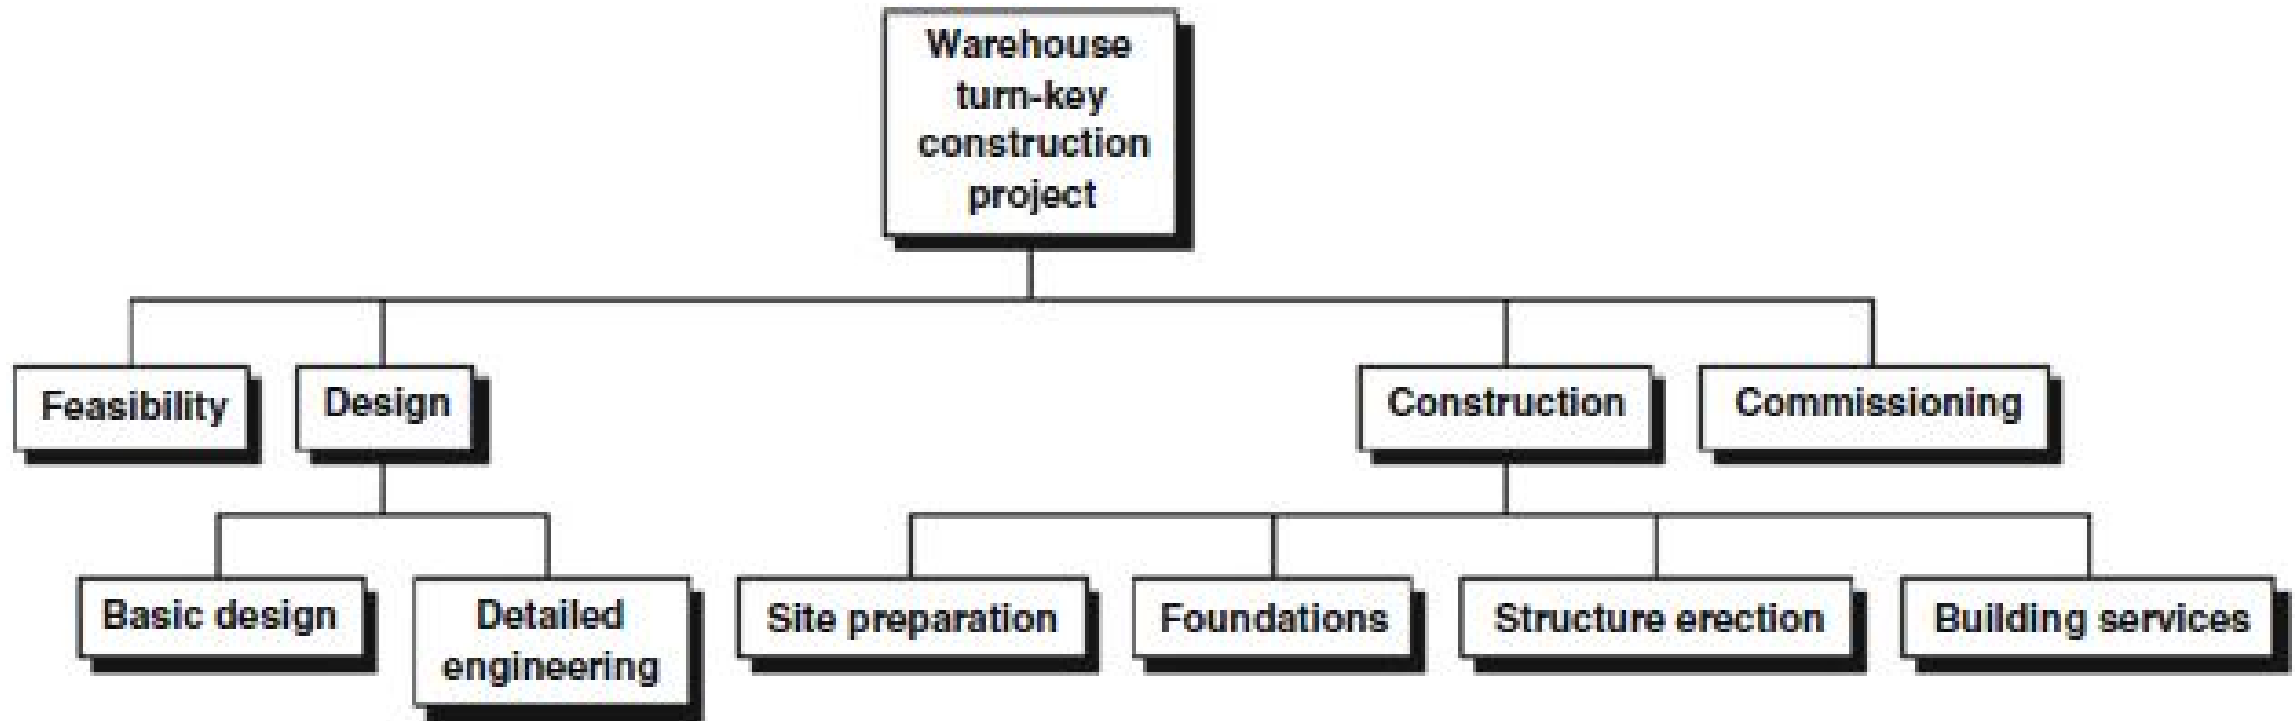 Warehouse
turn-key
construction
project
Feasibility
Design
Construction
Commissioning
Basic design
Detailed
engineering
Site preparation
Foundations
Structure erection
Building services